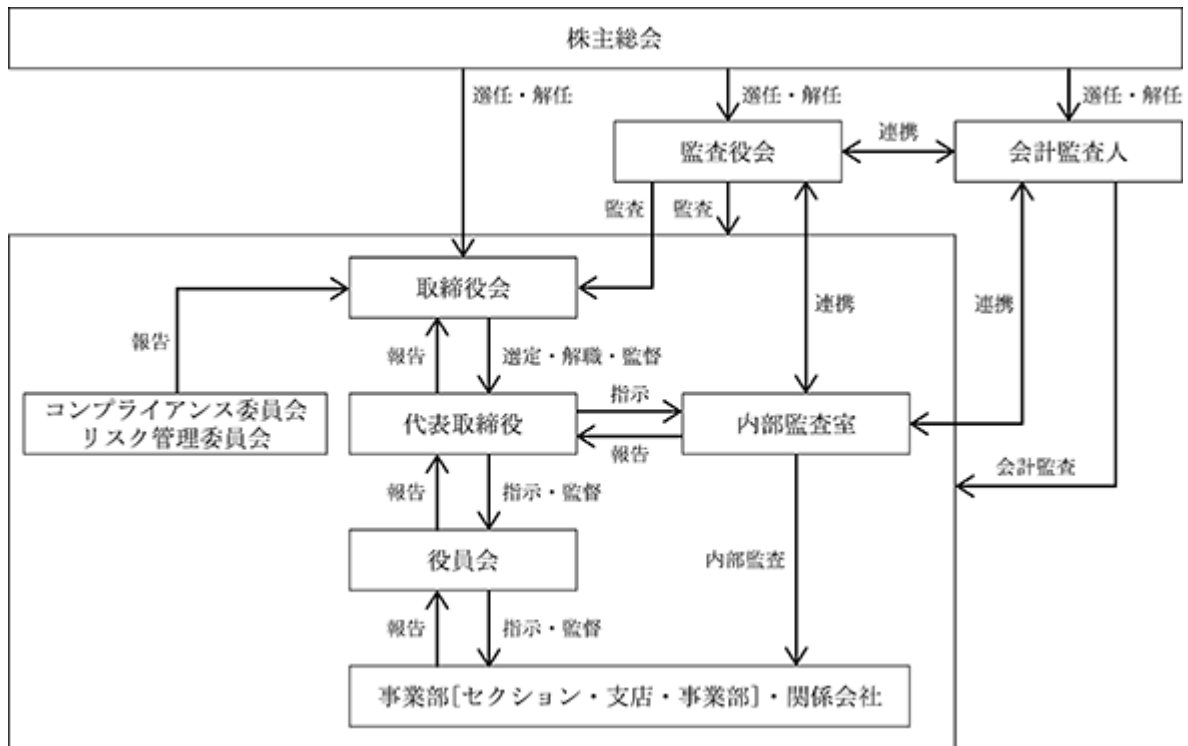 株主総会
選任・解任
選任・解任
選任・解任
監査役会
連携
会計監査人
監査
監査
取締役会
連携
連携
報告
報告
選定・解職・監督
コンプライアンス委員会
リスク管理委員会
代表取締役
指示
報告
内部監査室
会計監査
報告
指示・監督
役員会
内部監査
報告
指示・監督
事業部[セクション・支店・事業部]・関係会社